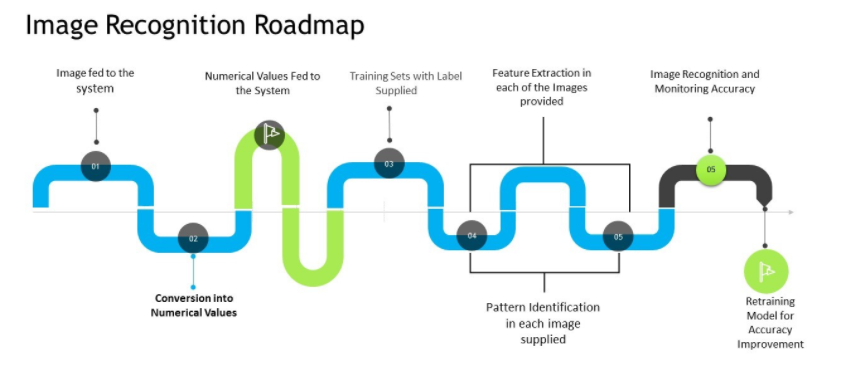 Image Recognition Roadmap
Image fed to the
system
Numerical Values Fed to
the System
Training Sets with Label
Supplied
Feature Extraction in
each of the Images
provided
Image Recognition and
Monitoring Accuracy
01
02
03
04
05
05
Conversion into
Numerical Values
Pattern Identification
in each image
supplied
Retraining
Model for
Accuracy
Improvement